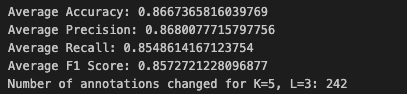 Average Accuracy: 0.8667365816039769
Average Precision: 0.8680077715797756
Average Recall: 0.8548614167123754
Average F1 Score: 0.8572721228096877
Number of annotations changed for K=5, L=3: 242